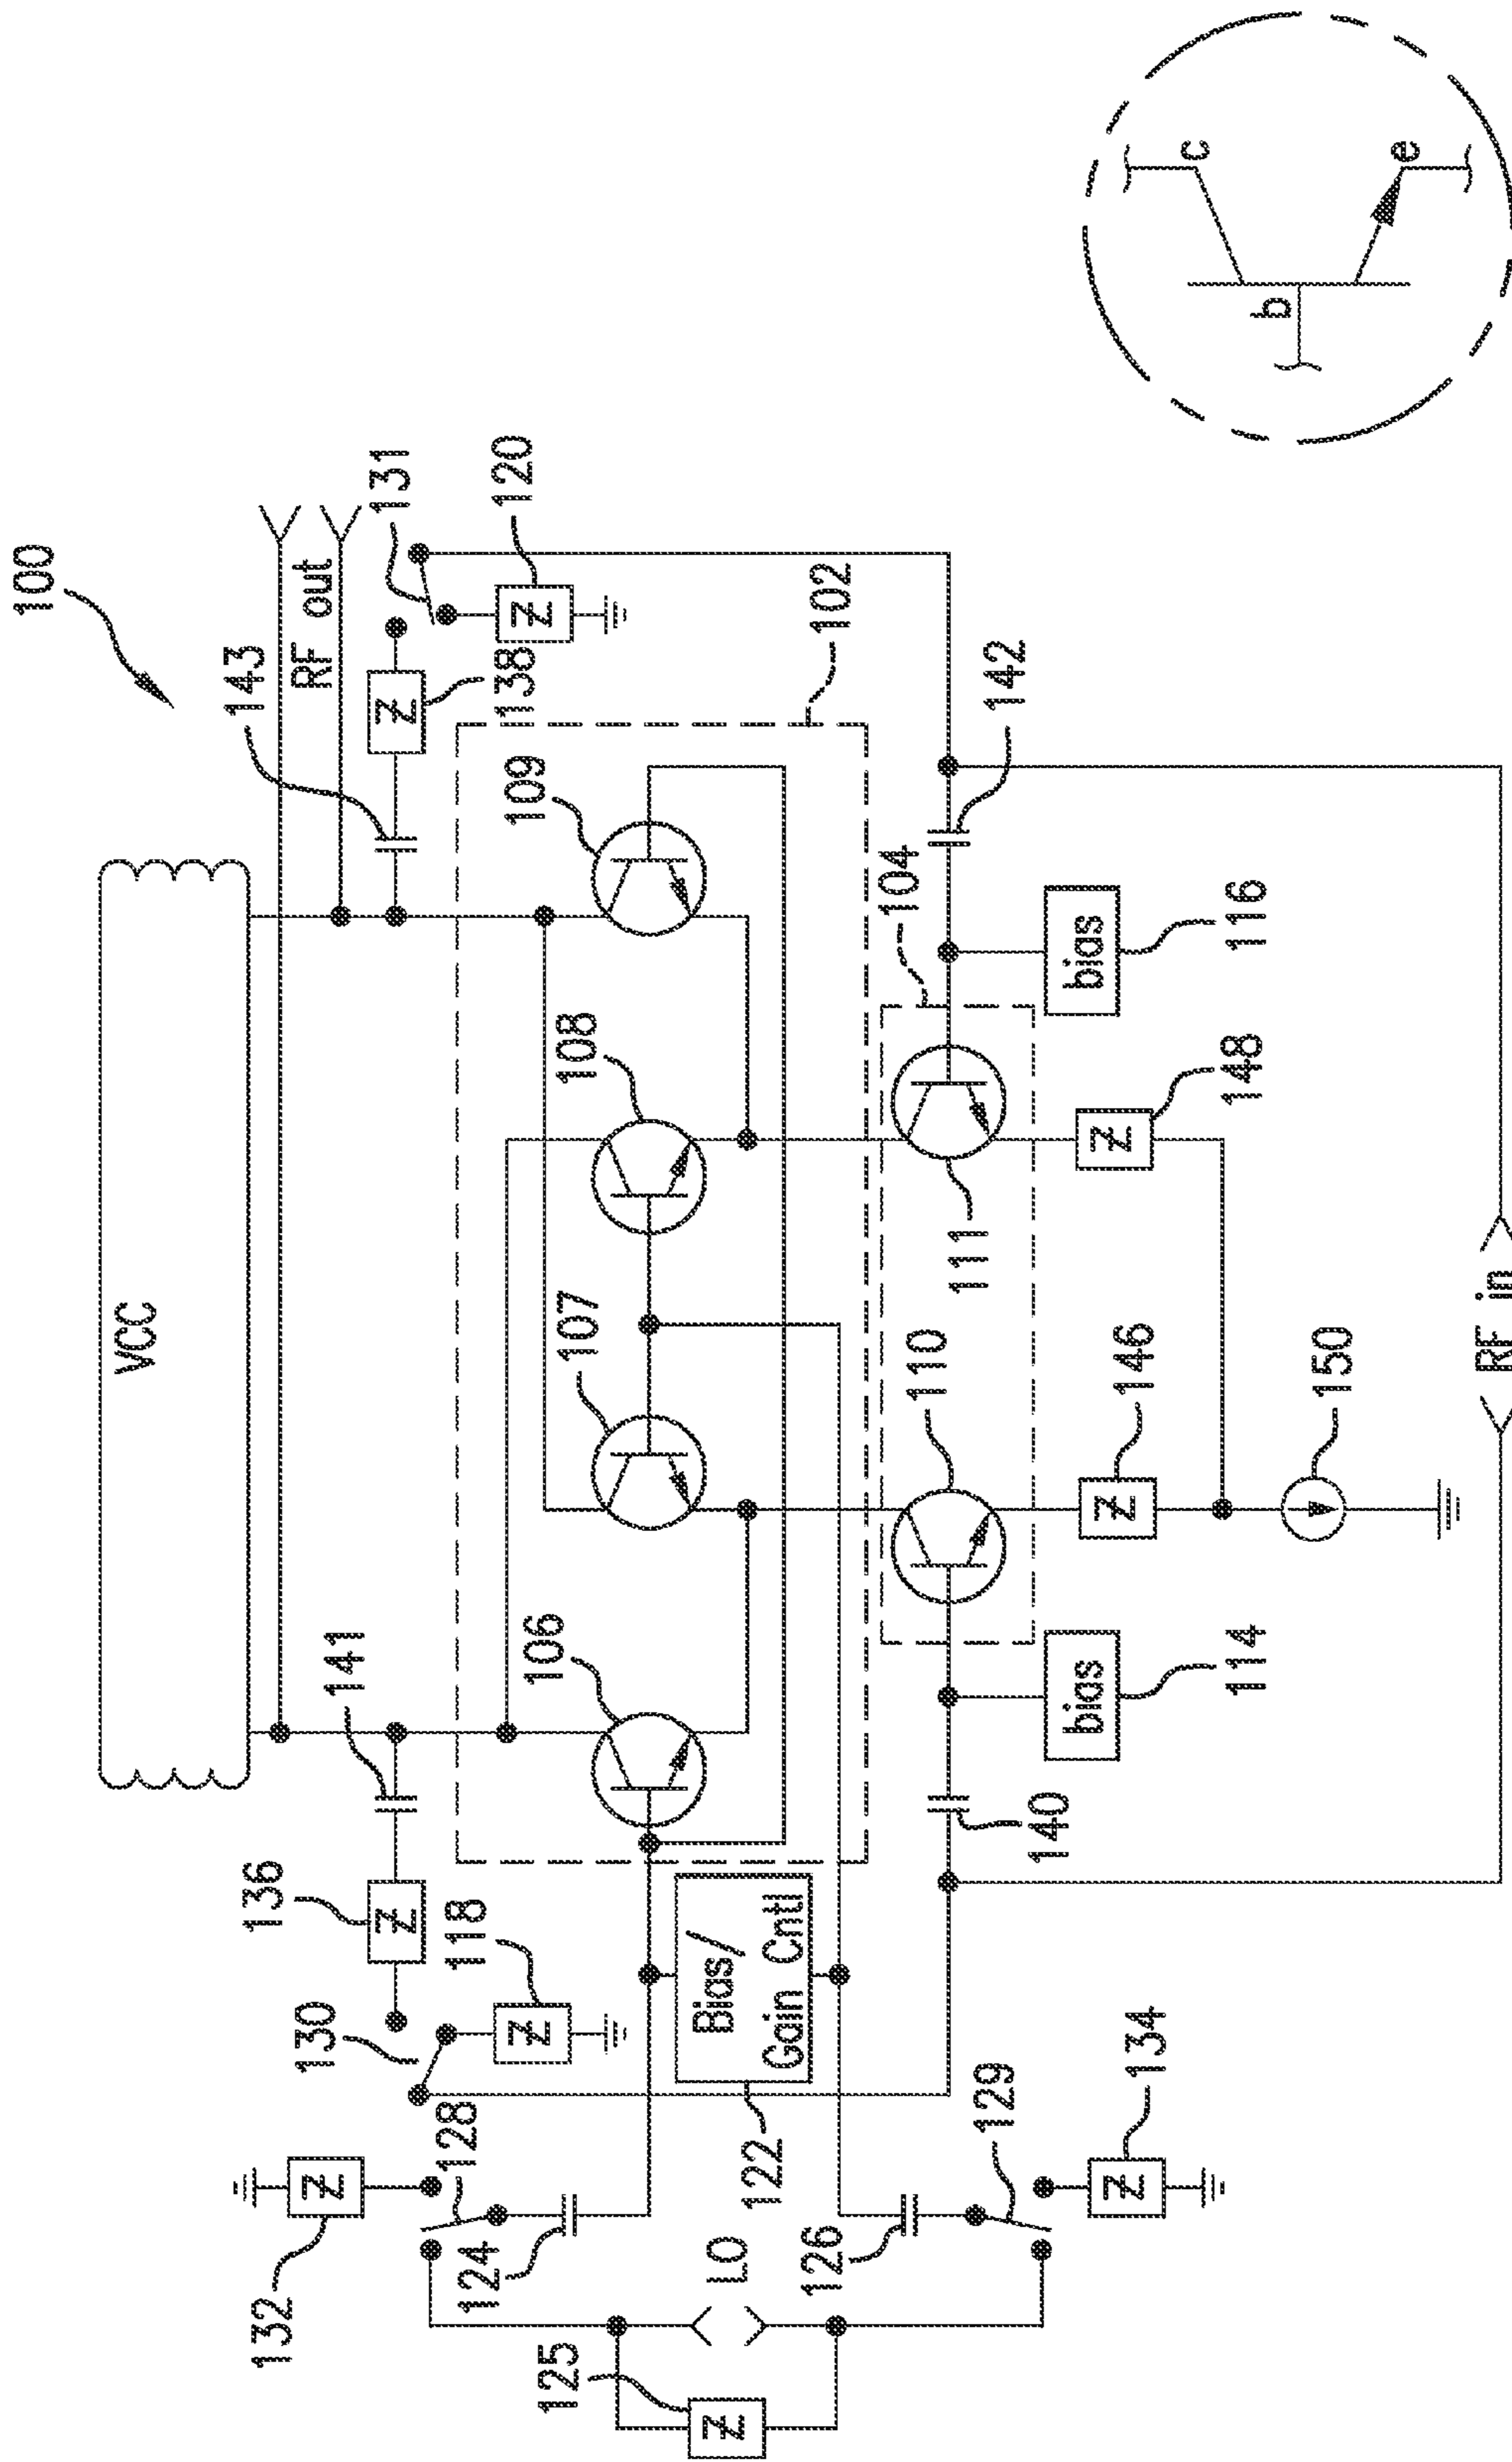 100
VCC
143
RF out
131
120
138
102
141
136
130
118
132
128
124
125
LO
126
129
134
122
Bias/
Gain Cntl
106
107
108
109
104
110
111
140
142
bias
114
bias
116
146
148
150
RF in
Z
Z
Z
Z
Z
Z
Z
Z
Z
b
c
e